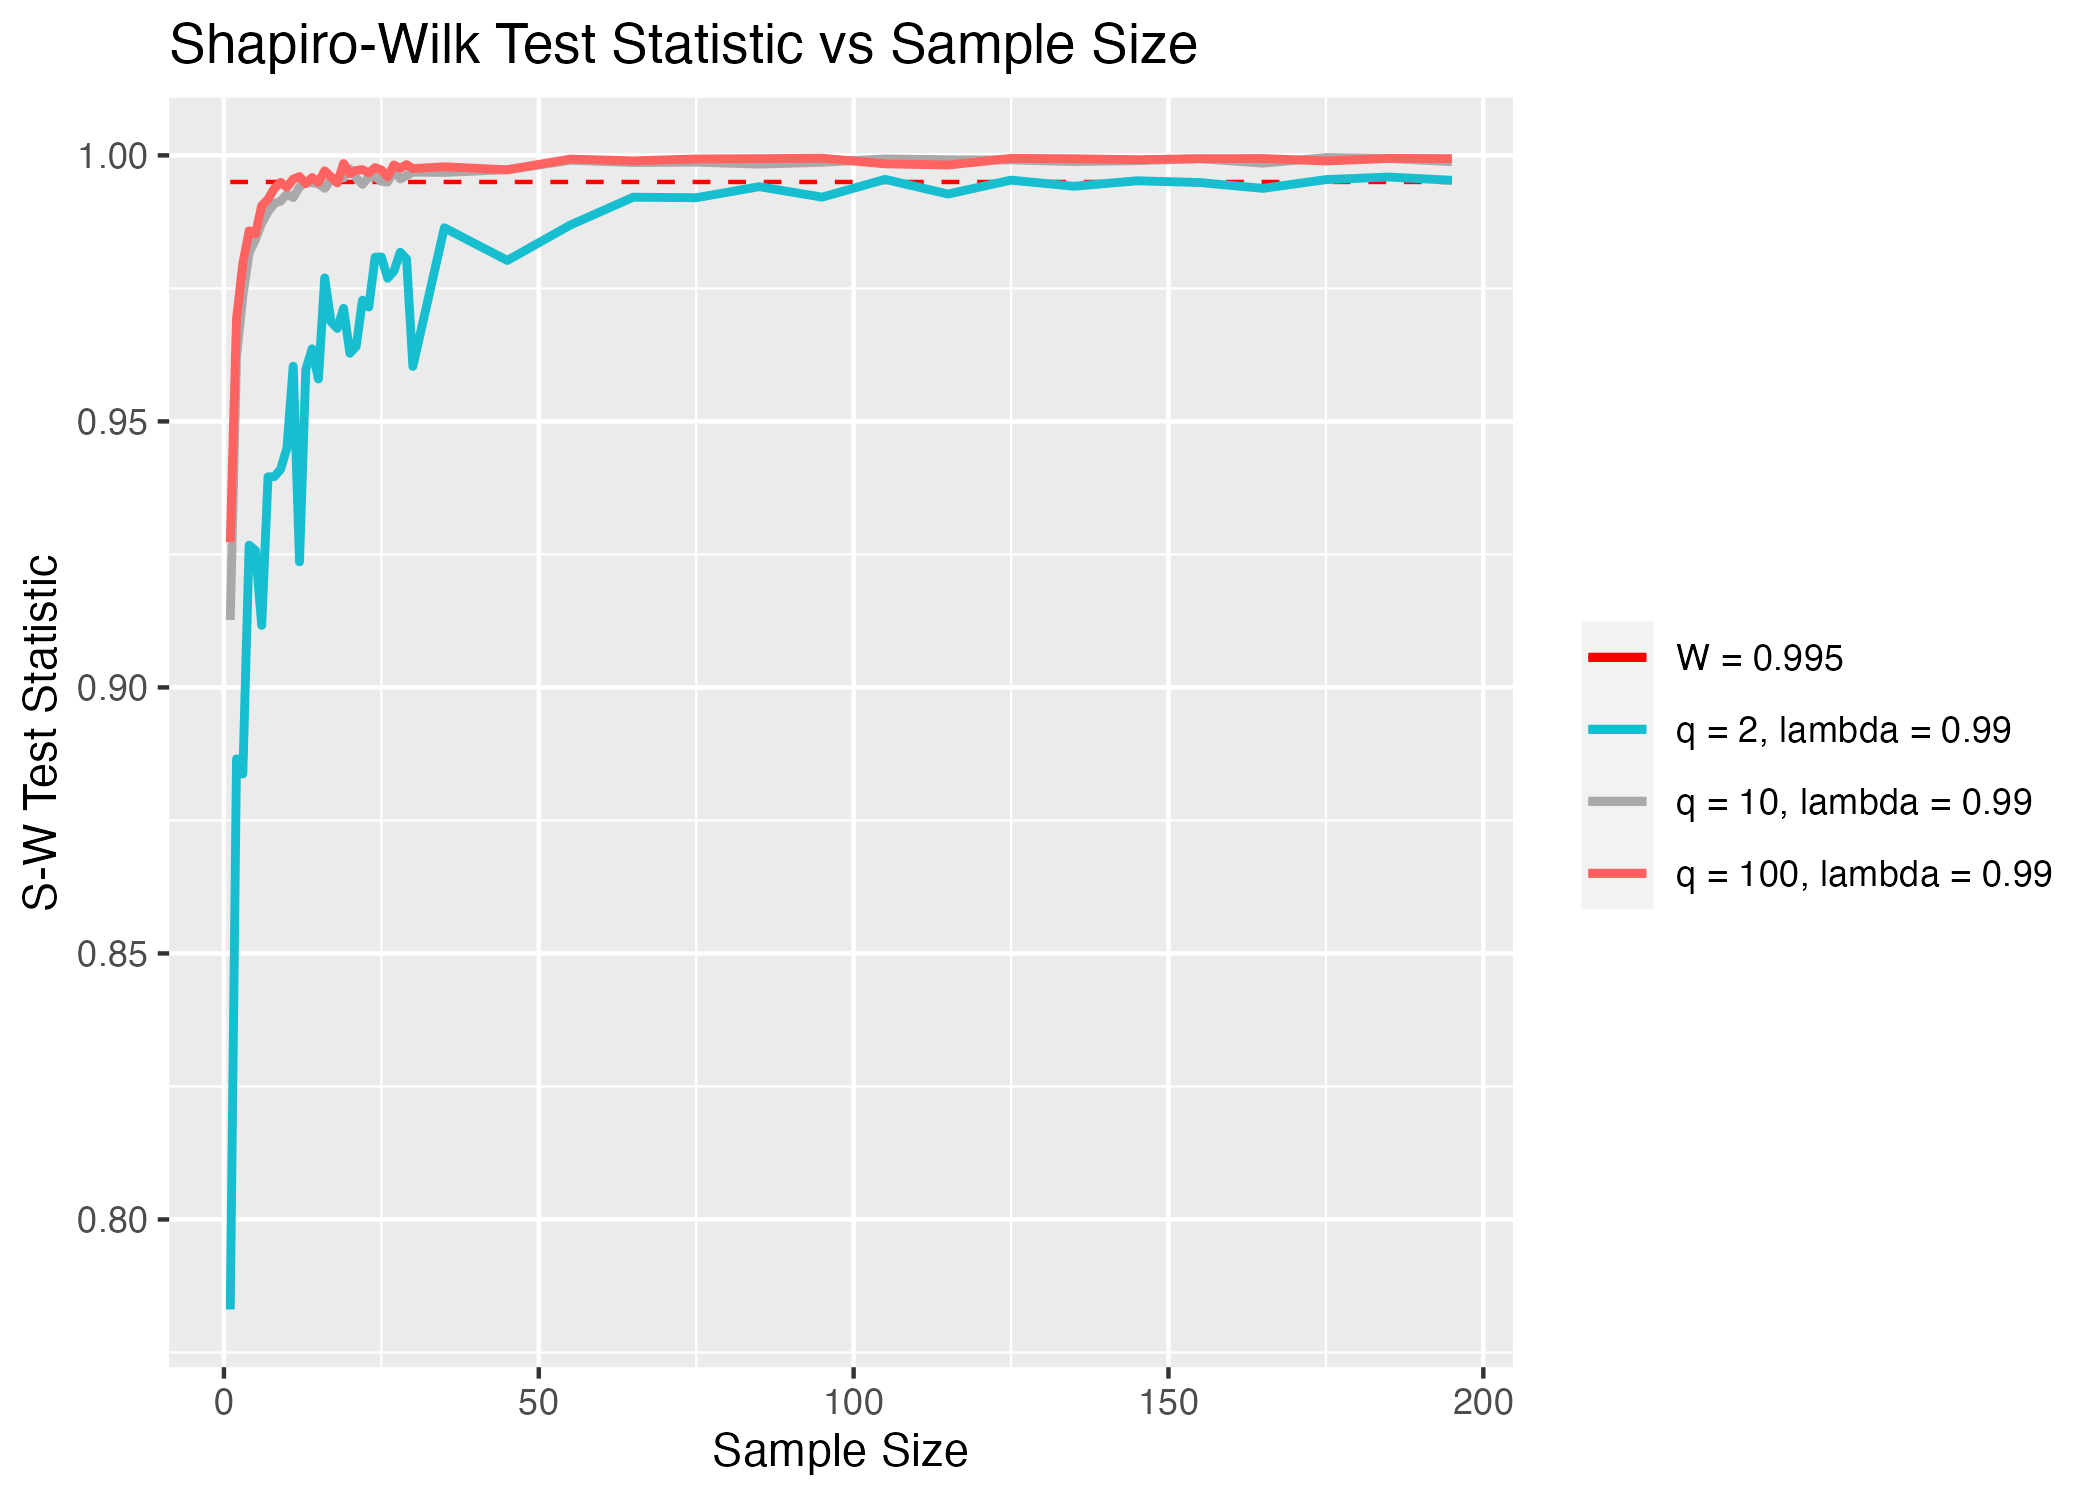 Shapiro-Wilk Test Statistic vs Sample Size
S-W Test Statistic
1.00
0.95
0.90
0.85
0.80
0
50
100
150
200
Sample Size
W = 0.995
q = 2, lambda = 0.99
q = 10, lambda = 0.99
q = 100, lambda = 0.99